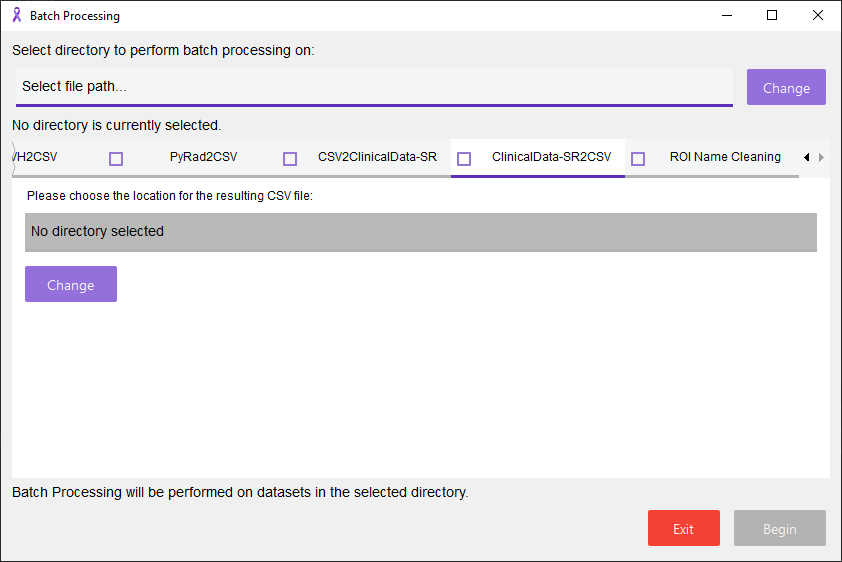 Batch Processing
Select directory to perform batch processing on:
Select file path...
Change
No directory is currently selected.
VH2CSV
PyRad2CSV
CSV2ClinicalData-SR
ClinicalData-SR2CSV
ROI Name Cleaning
Please choose the location for the resulting CSV file:
No directory selected
Change
Batch Processing will be performed on datasets in the selected directory.
Exit
Begin